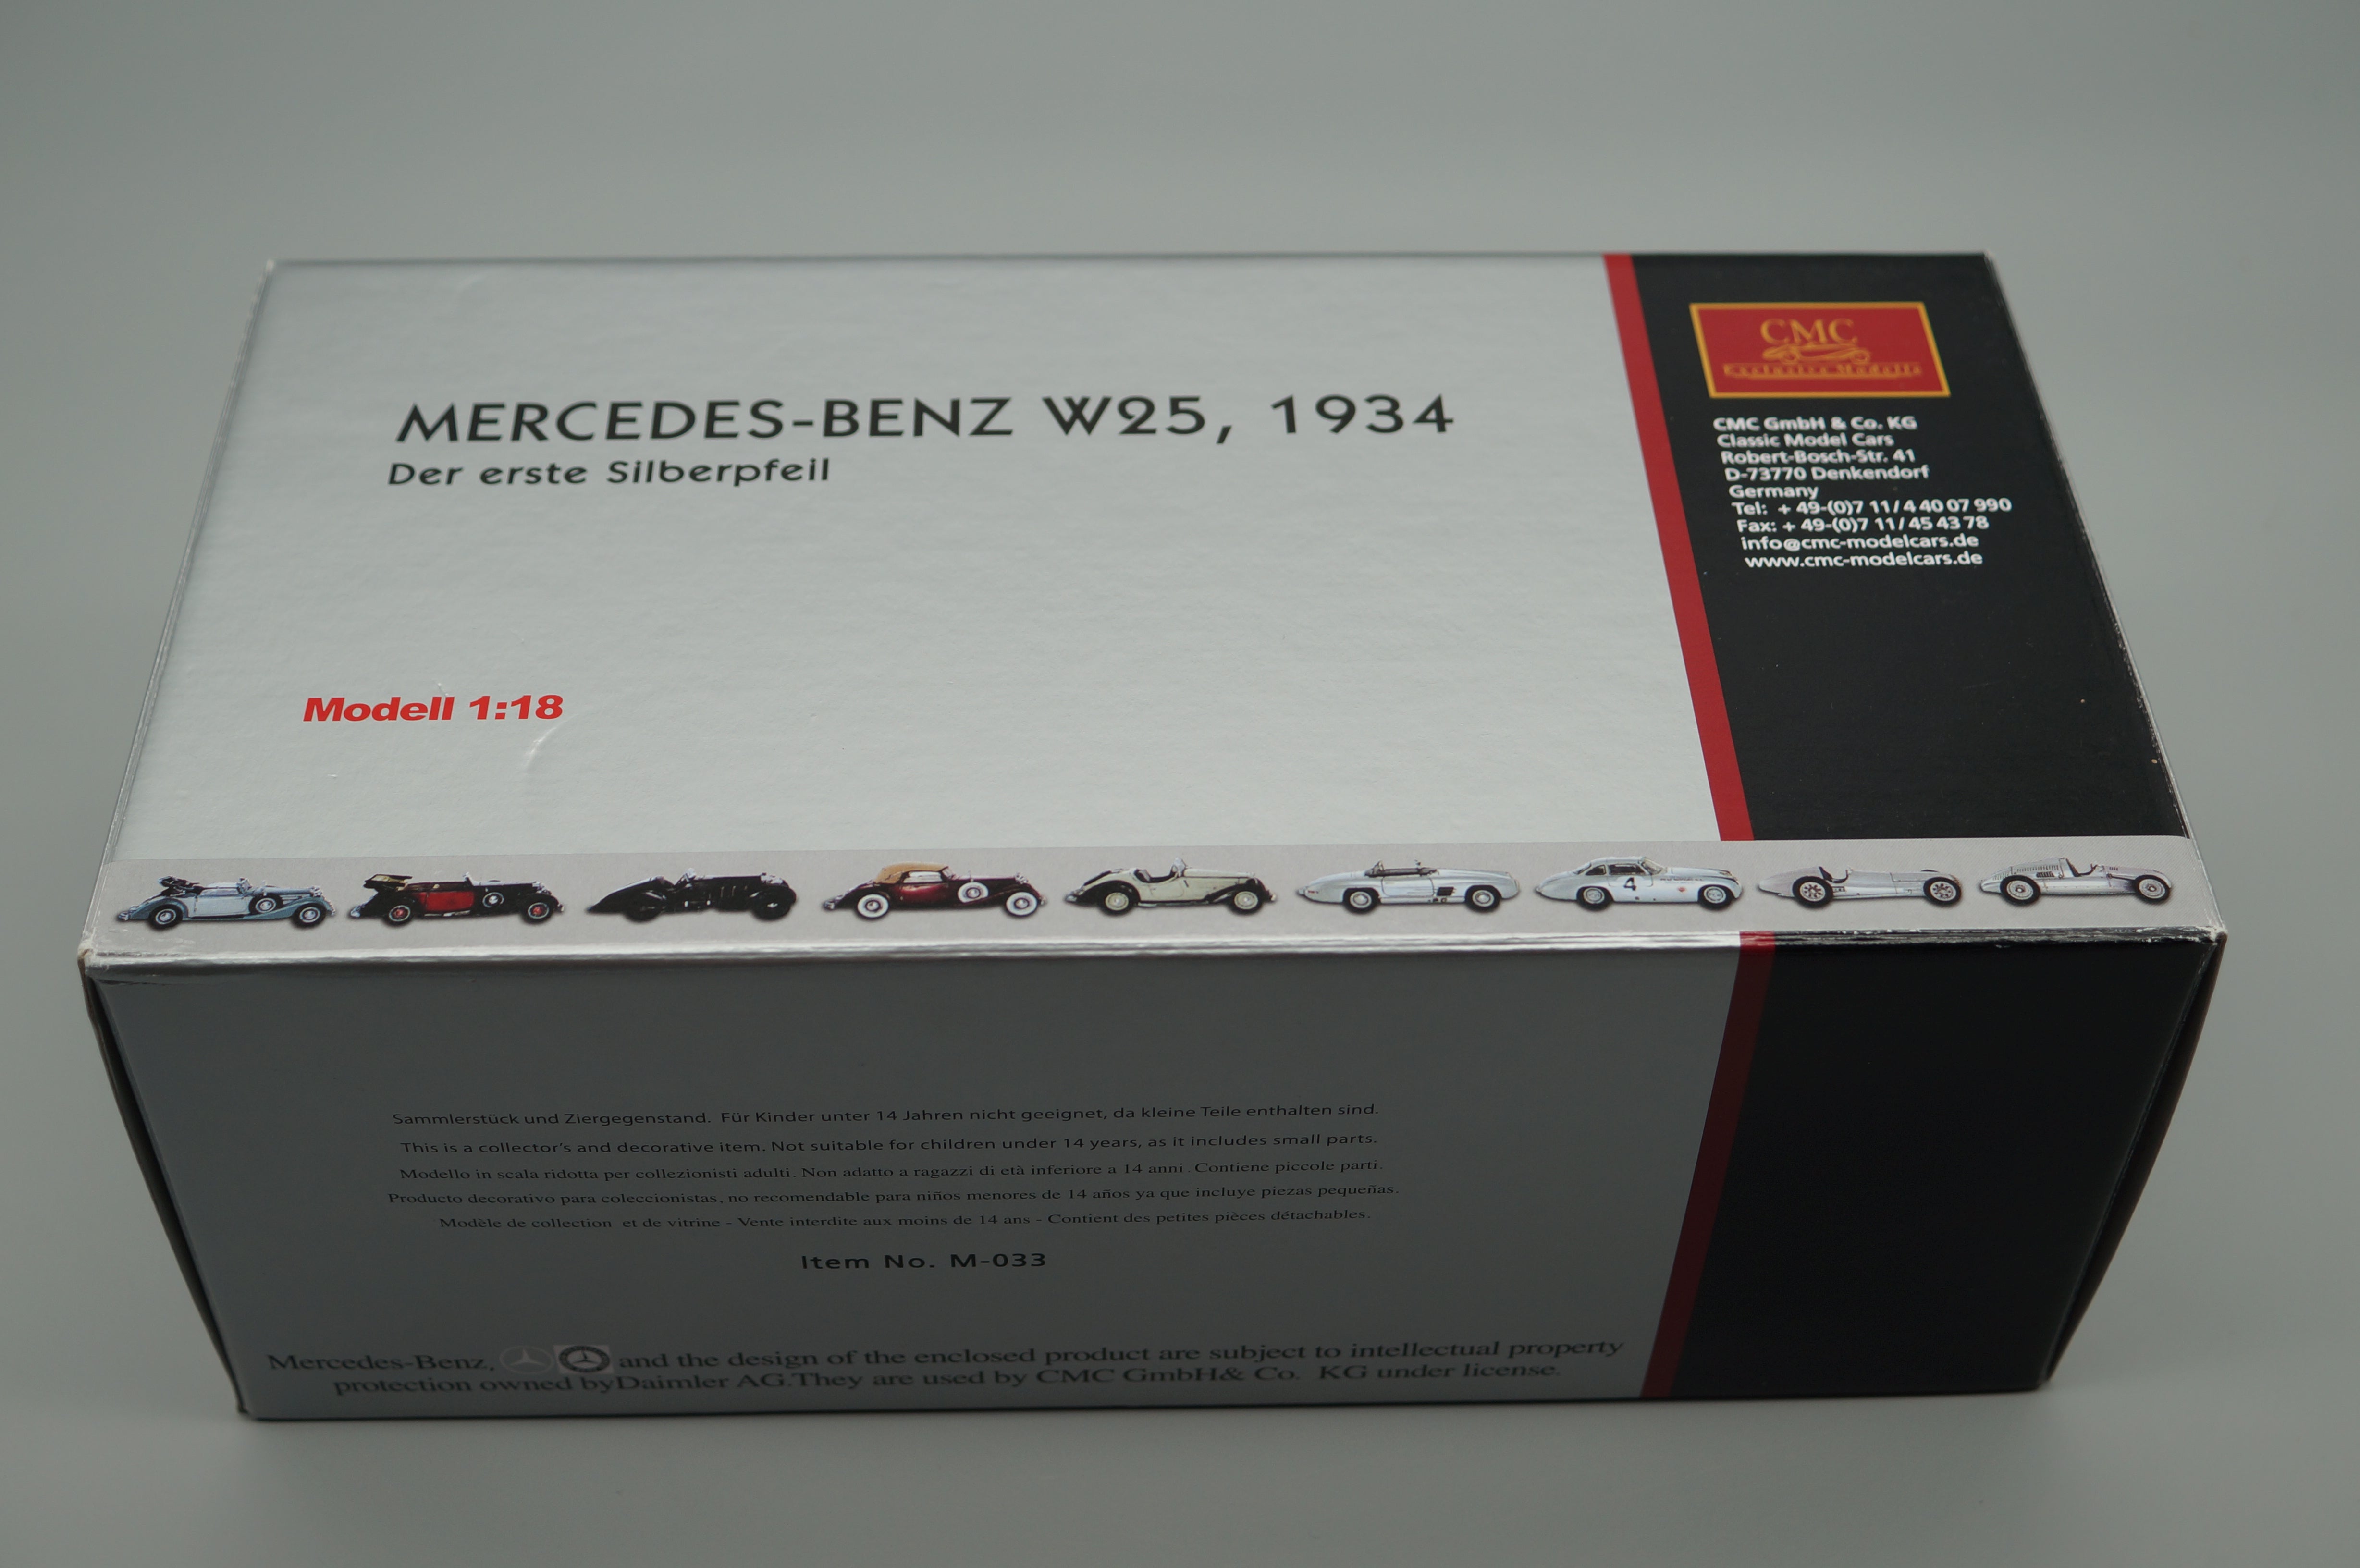 MERCEDES-BENZ W25, 1934
Der erste Silberpfeil
Modell 1:18
CMC
Exclusive Modelle
CMC GmbH & Co. KG
Classic Model Cars
Robert-Bosch-Str. 41
D-73770 Denkendorf
Germany
Tel: + 49-(0)7 11/4 40 07 990
Fax: + 49-(0)7 11/45 43 78
info@cmc-modelcars.de
www.cmc-modelcars.de
4
Sammlerstück und Ziergegenstand. Für Kinder unter 14 Jahren nicht geeignet, da kleine Teile enthalten sind.
This is a collector's and decorative item. Not suitable for children under 14 years, as it includes small parts.
Modello in scala ridotta per collezionisti adulti. Non adatto a ragazzi di età inferiore a 14 anni. Contiene piccole parti.
Producto decorativo para coleccionistas, no recomendable para niños menores de 14 años ya que incluye piezas pequeñas.
Modèle de collection et de vitrine - Vente interdite aux moins de 14 ans - Contient des petites pièces détachables.
Item No. M-033
Mercedes-Benz, and the design of the enclosed product are subject to intellectual property
protection owned byDaimler AG.They are used by CMC GmbH& Co. KG under license.